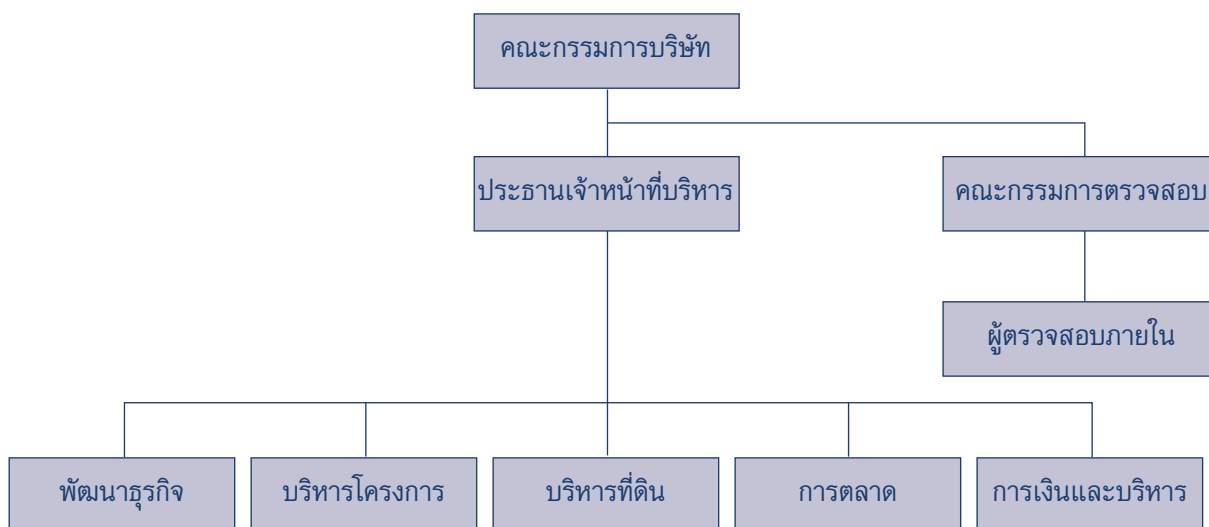 คณะกรรมการบริษัท
ประธานเจ้าหน้าที่บริหาร
คณะกรรมการตรวจสอบ
ผู้ตรวจสอบภายใน
พัฒนาธุรกิจ
บริหารโครงการ
บริหารที่ดิน
การตลาด
การเงินและบริหาร